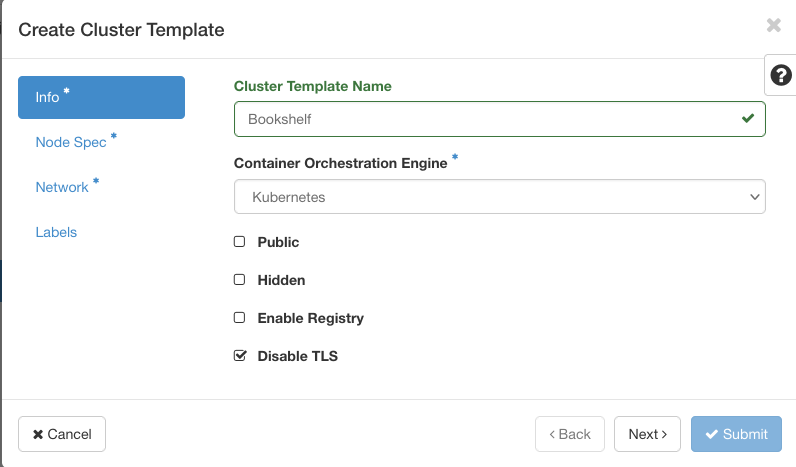 Create Cluster Template
Info *
Node Spec *
Network *
Labels
Cluster Template Name
Bookshelf
Container Orchestration Engine *
Kubernetes
Public
Hidden
Enable Registry
Disable TLS
Cancel
Back
Next
Submit